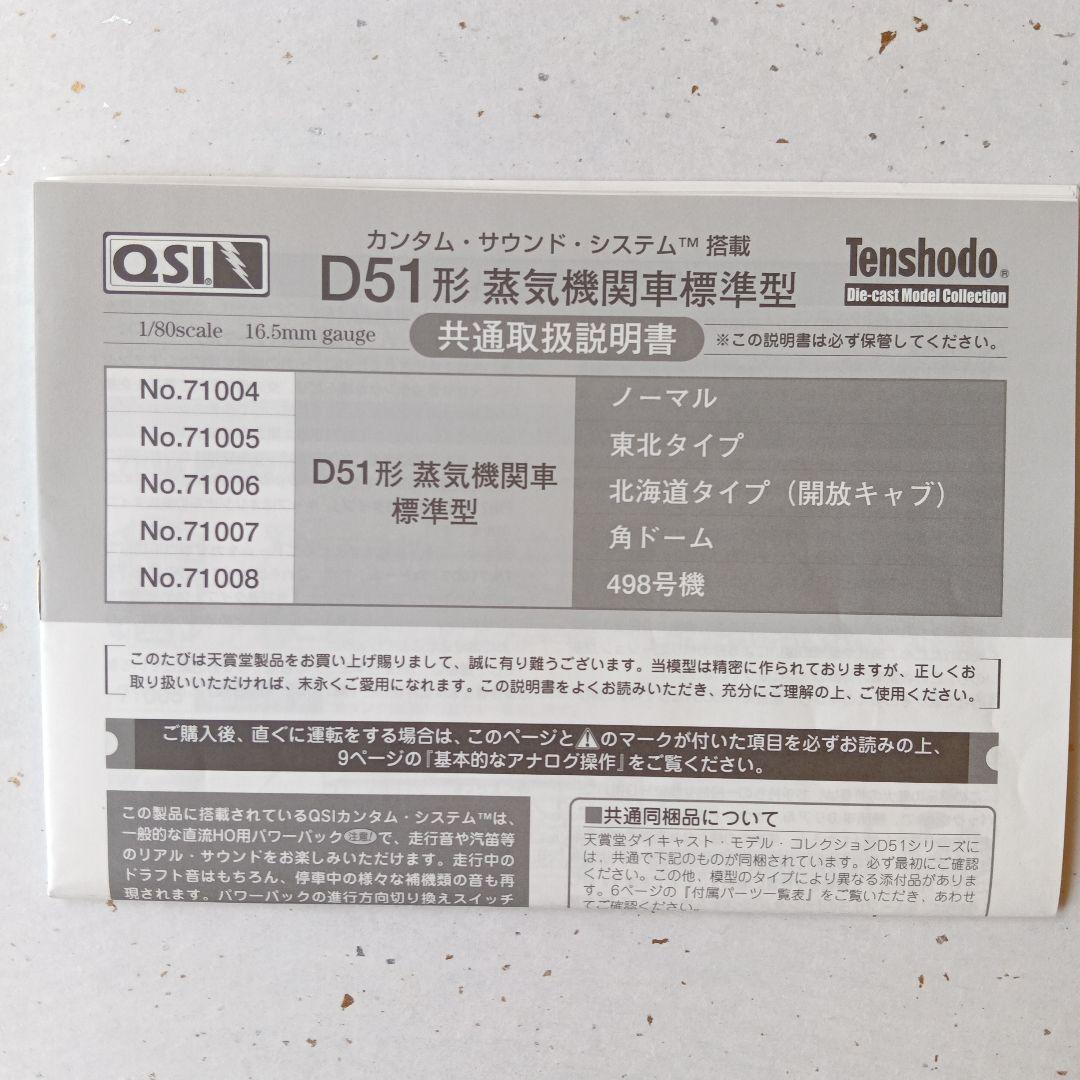 QSI®
カンタム・サウンド・システム™ 搭載
D51形 蒸気機関車標準型
Tenshodo®
Die-cast Model Collection
1/80scale 16.5mm gauge
共通取扱説明書
※この説明書は必ず保管してください。
No.71004
No.71005
No.71006
No.71007
No.71008
D51形 蒸気機関車
標準型
ノーマル
東北タイプ
北海道タイプ（開放キャブ）
角ドーム
498号機
このたびは天賞堂製品をお買い上げ賜りまして、誠に有り難うございます。当模型は精密に作られておりますが、正しくお
取り扱いいただければ、末永くご愛用になれます。この説明書をよくお読みいただき、充分にご理解の上、ご使用ください。
ご購入後、直ぐに運転をする場合は、このページと⚠のマークが付いた項目を必ずお読みの上、
9ページの『基本的なアナログ操作』をご覧ください。
この製品に搭載されているQSIカンタム・システム™は、
一般的な直流HO用パワーパック注意!で、走行音や汽笛等
のリアル・サウンドをお楽しみいただけます。走行中の
ドラフト音はもちろん、停車中の様々な補機類の音も再
現されます。パワーパックの進行方向切り換えスイッチ
■共通同梱品について
天賞堂ダイキャスト・モデル・コレクションD51シリーズに
は、共通で下記のものが同梱されています。必ず最初にご確認
ください。この他、模型のタイプにより異なる添付品がありま
す。6ページの『付属パーツ一覧表』をご覧いただき、あわせ
てご確認ください。